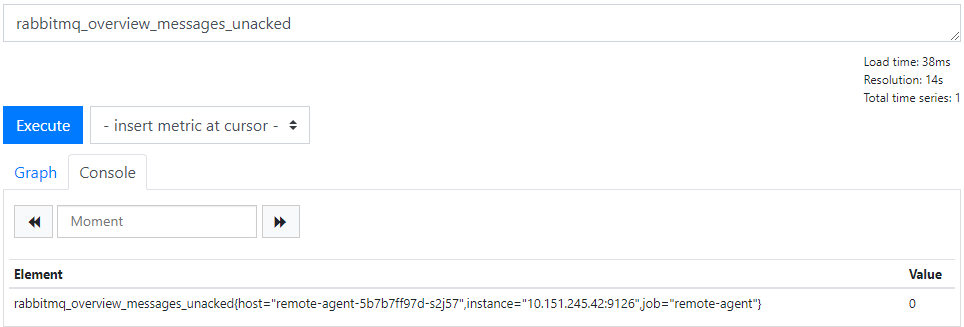 rabbitmq_overview_messages_unacked
Load time: 38ms
Resolution: 14s
Total time series: 1
Execute
- insert metric at cursor -
Graph
Console
Moment
Element Value
rabbitmq_overview_messages_unacked{host="remote-agent-5b7b7ff97d-s2j57",instance="10.151.245.42:9126",job="remote-agent"} 0